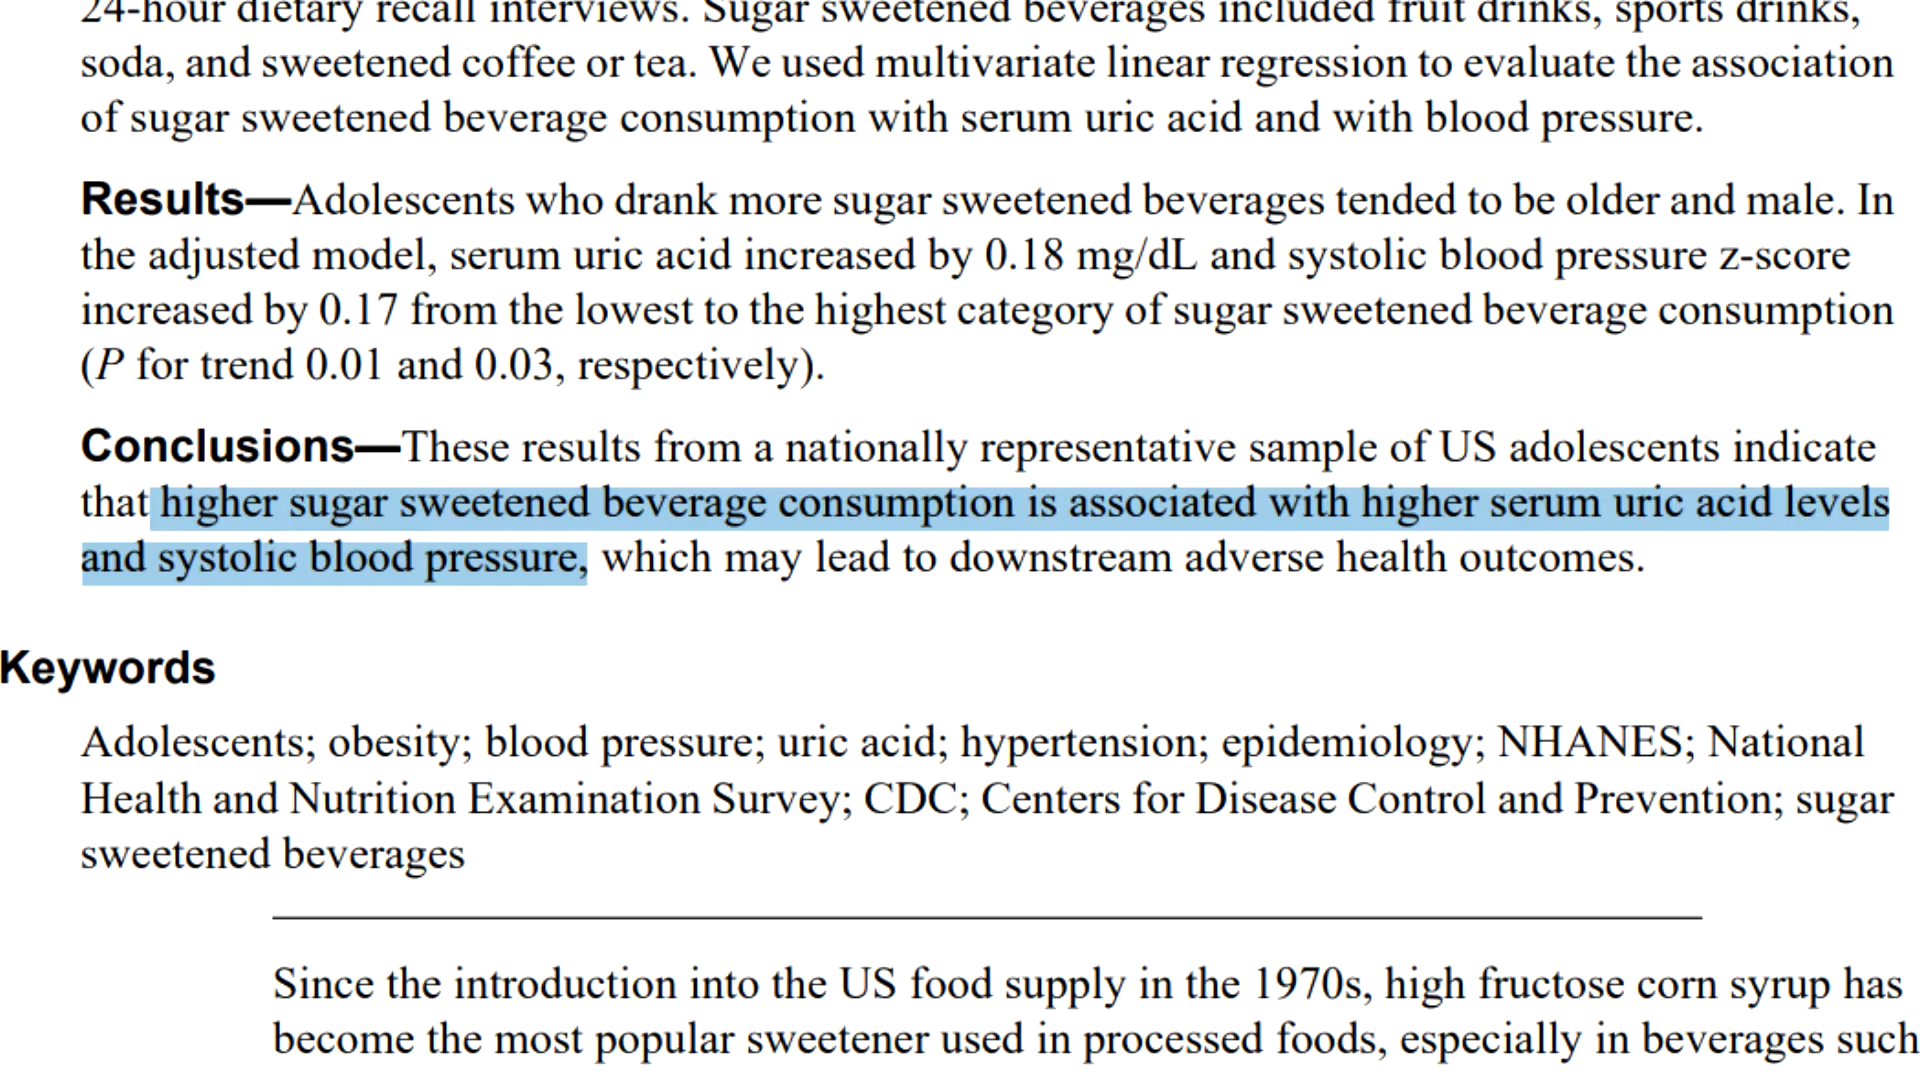 24-hour dietary recall interviews. Sugar sweetened beverages included fruit drinks, sports drinks,
soda, and sweetened coffee or tea. We used multivariate linear regression to evaluate the association
of sugar sweetened beverage consumption with serum uric acid and with blood pressure.
Results—Adolescents who drank more sugar sweetened beverages tended to be older and male. In
the adjusted model, serum uric acid increased by 0.18 mg/dL and systolic blood pressure z-score
increased by 0.17 from the lowest to the highest category of sugar sweetened beverage consumption
(P for trend 0.01 and 0.03, respectively).
Conclusions—These results from a nationally representative sample of US adolescents indicate
that higher sugar sweetened beverage consumption is associated with higher serum uric acid levels
and systolic blood pressure, which may lead to downstream adverse health outcomes.
Keywords
Adolescents; obesity; blood pressure; uric acid; hypertension; epidemiology; NHANES; National
Health and Nutrition Examination Survey; CDC; Centers for Disease Control and Prevention; sugar
sweetened beverages
Since the introduction into the US food supply in the 1970s, high fructose corn syrup has
become the most popular sweetener used in processed foods, especially in beverages such